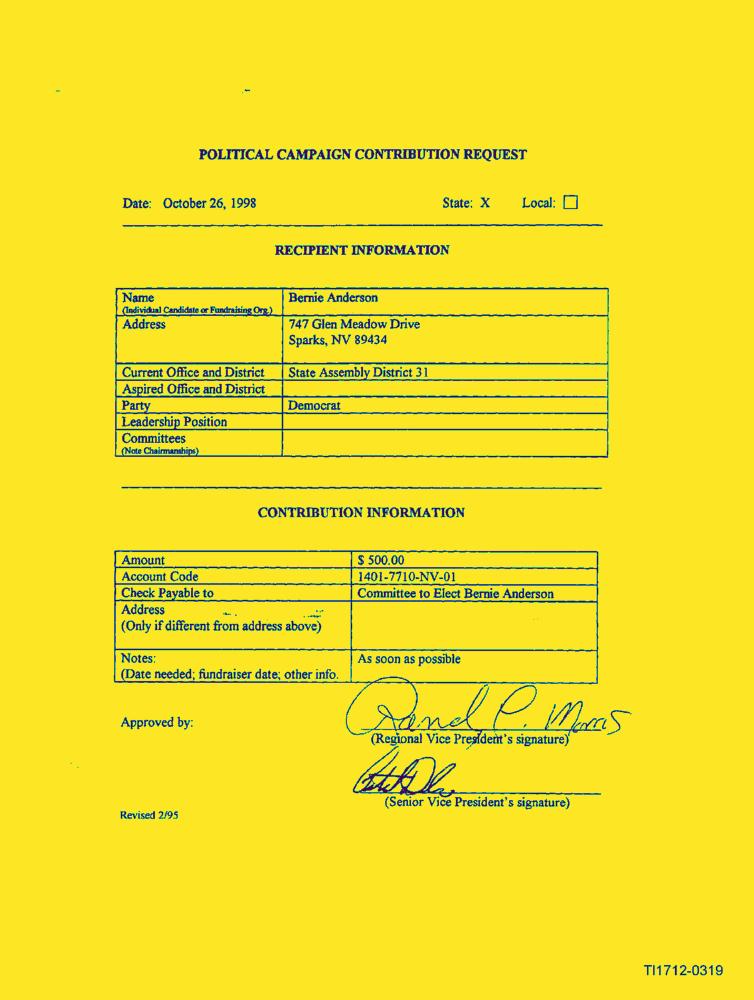 POLITICAL CAMPAIGN CONTRIBUTION REQUEST
Date: October 26, 1998 State: X Local: ☐
RECIPIENT INFORMATION
Name Bernie Anderson
(Individual Candidate or Fundraising Org.)
Address 747 Glen Meadow Drive
Sparks, NV 89434
Current Office and District State Assembly District 31
Aspired Office and District
Party Democrat
Leadership Position
Committees
(Note Chairmanships)
CONTRIBUTION INFORMATION
Amount $ 500.00
Account Code 1401-7710-NV-01
Check Payable to Committee to Elect Bernie Anderson
Address
(Only if different from address above)
Notes: As soon as possible
(Date needed; fundraiser date; other info.
P. Morris
Approved by:
(Regional Vice President's signature)
(Senior Vice President's signature)
Revised 2/95
TI1712-0319